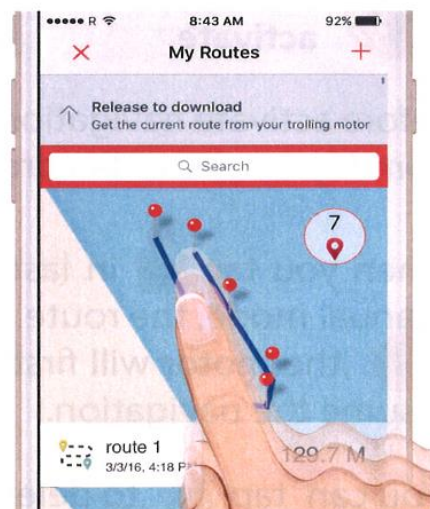 R 8:43 AM 92%
My Routes
Release to download
Get the current route from your trolling motor
Search
7
route 1
129.7 M
3/3/16, 4:18 P